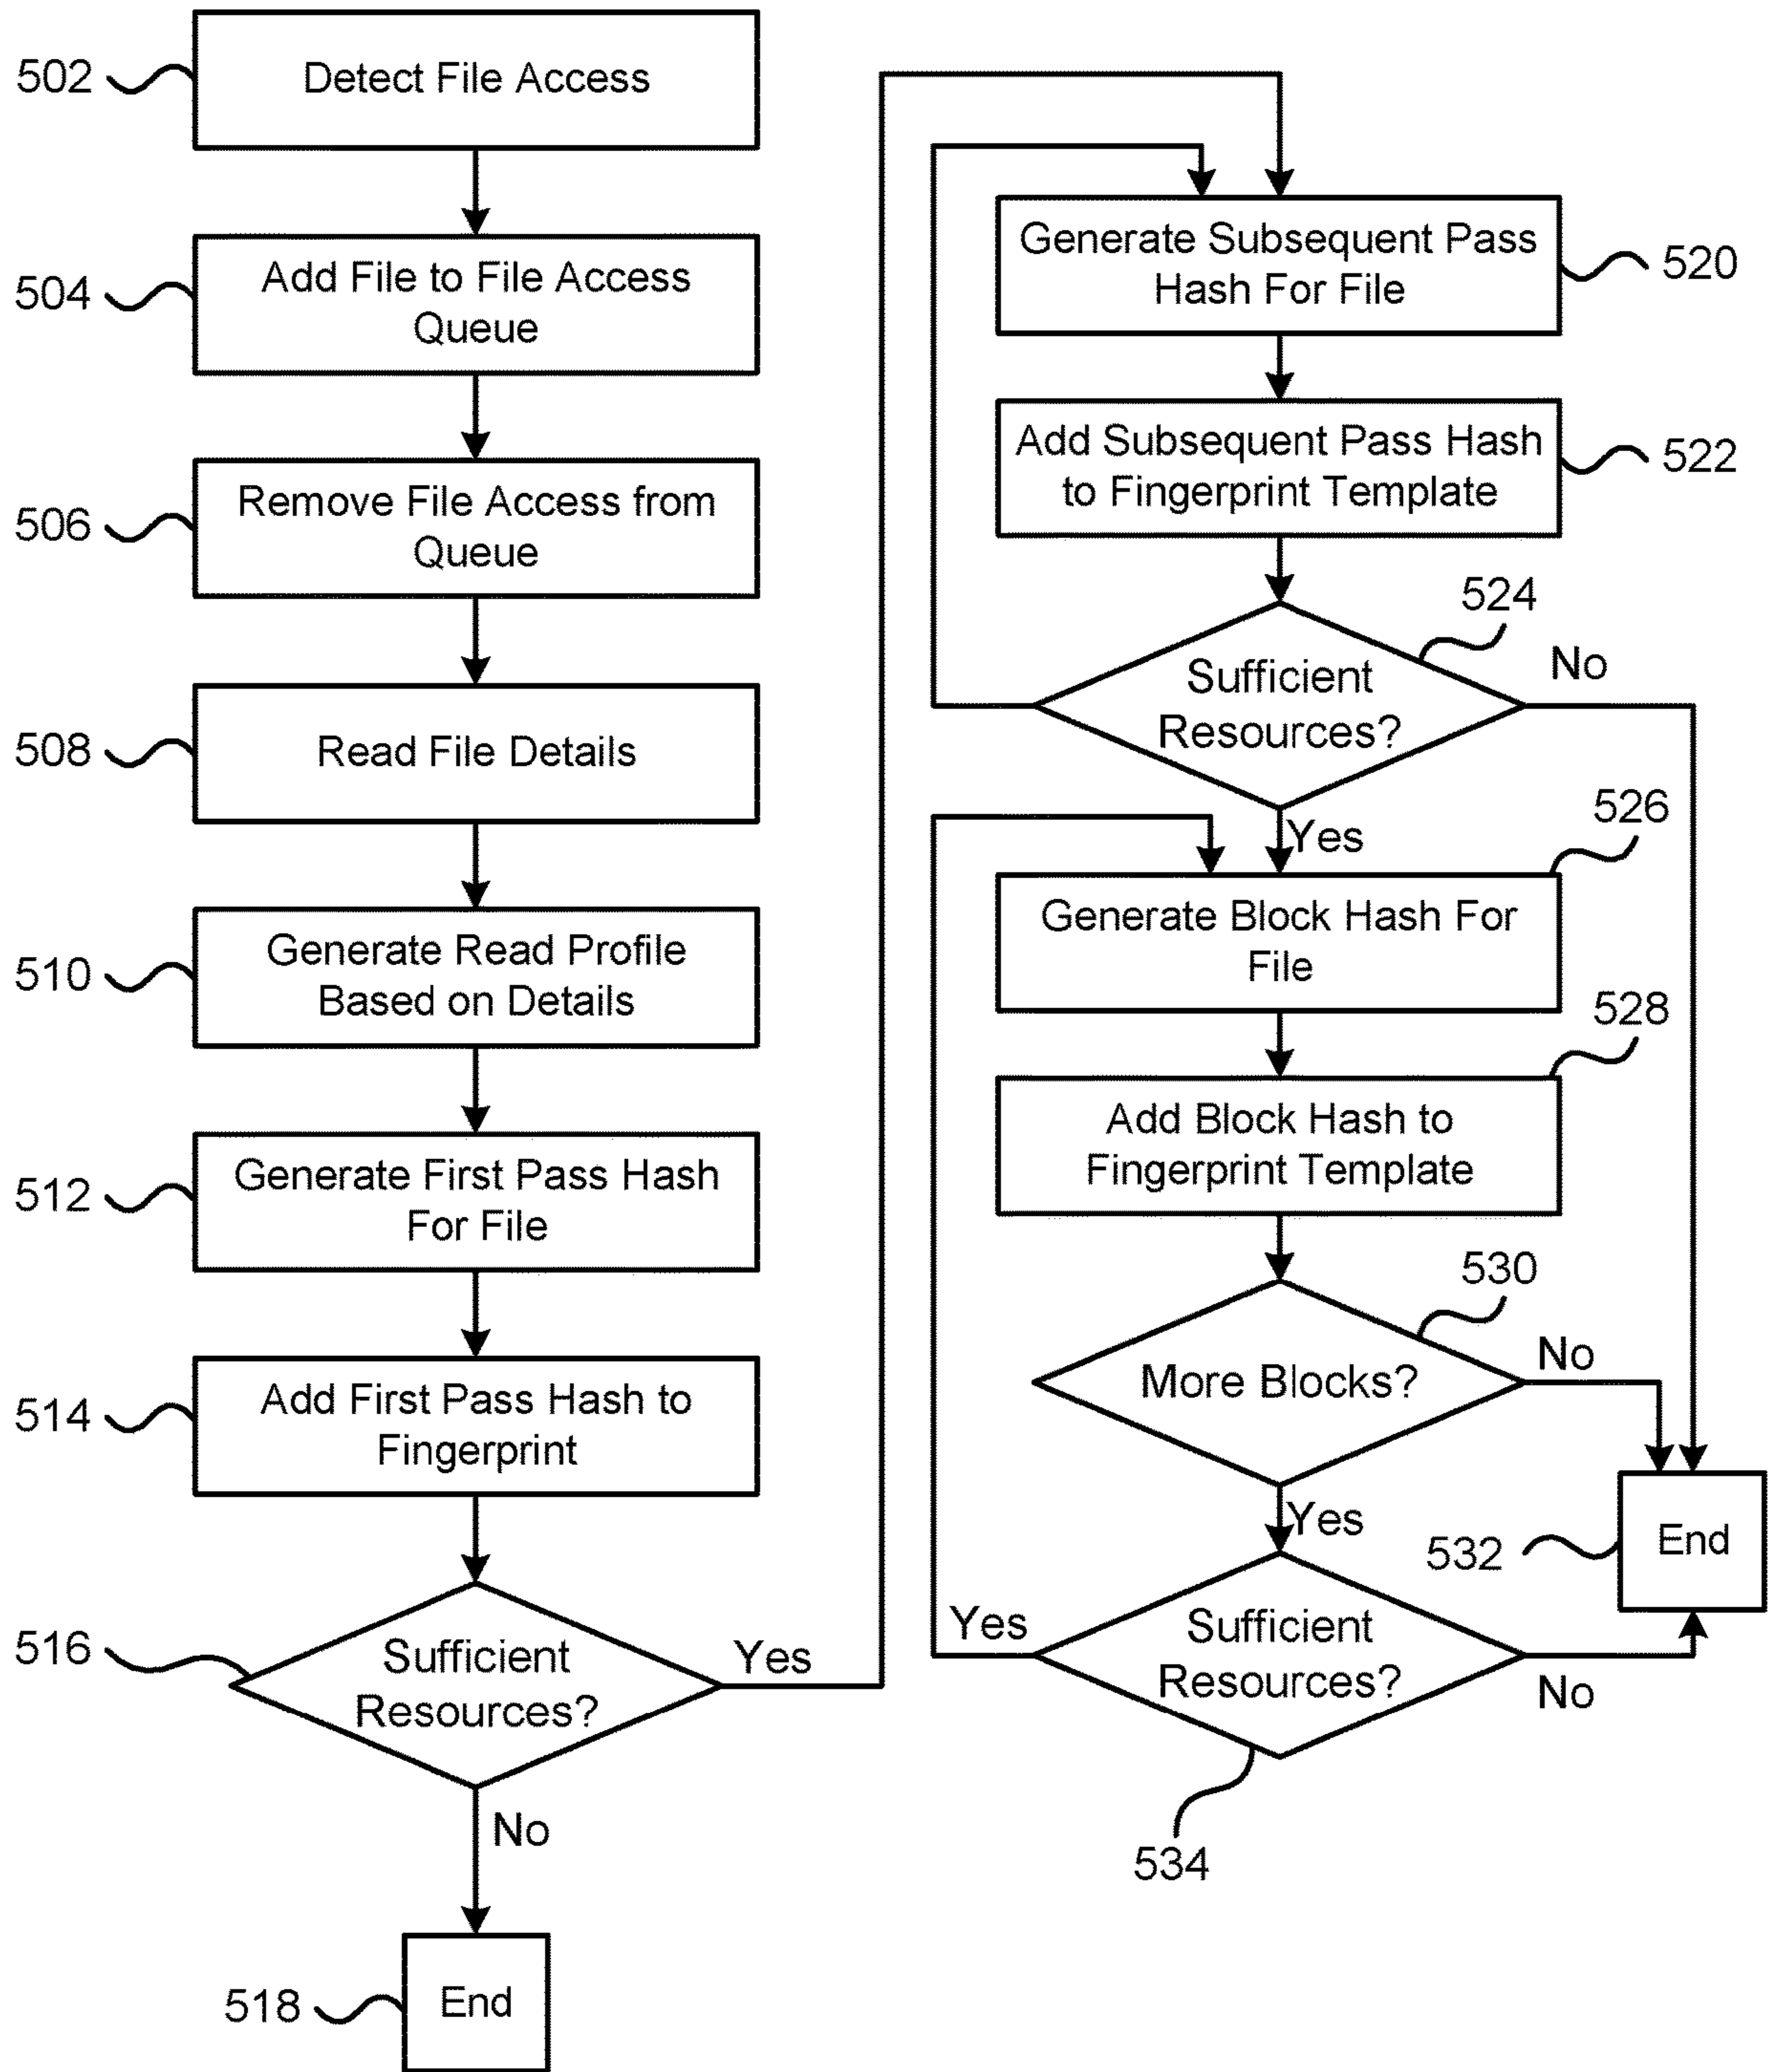 502
Detect File Access
504
Add File to File Access
Queue
506
Remove File Access from
Queue
508
Read File Details
510
Generate Read Profile
Based on Details
512
Generate First Pass Hash
For File
514
Add First Pass Hash to
Fingerprint
516
Sufficient
Resources?
Yes
No
518
End
Generate Subsequent Pass
Hash For File
520
Add Subsequent Pass Hash
to Fingerprint Template
522
524
Sufficient
Resources?
No
Yes
526
Generate Block Hash For
File
528
Add Block Hash to
Fingerprint Template
530
More Blocks?
No
Yes
532
End
Yes
Sufficient
Resources?
No
534